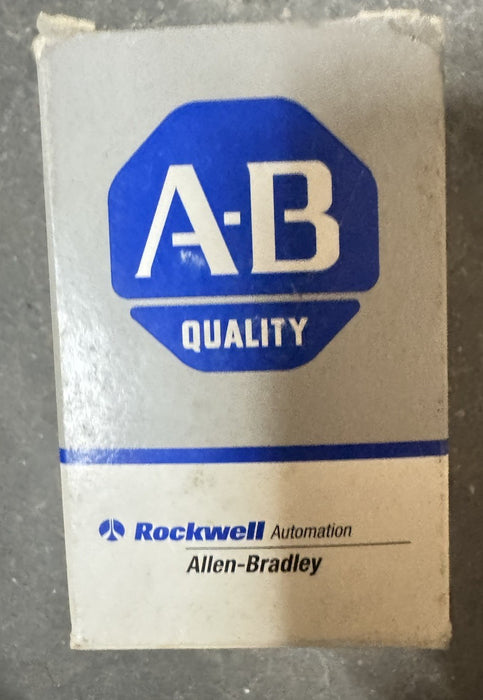 A-B
QUALITY
Rockwell Automation
Allen-Bradley